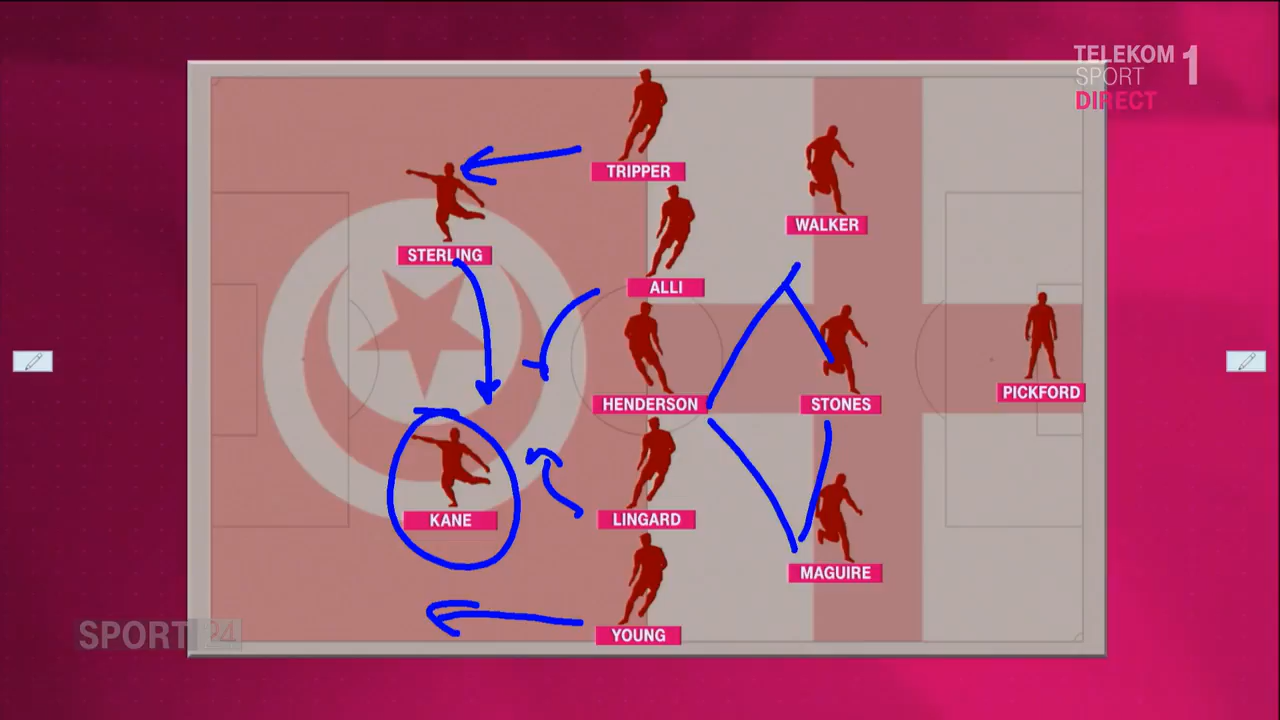 TELEKOM 1
SPORT
DIRECT
TRIPPER
WALKER
STERLING
ALLI
HENDERSON
STONES
PICKFORD
KANE
LINGARD
MAGUIRE
YOUNG
SPORT 24